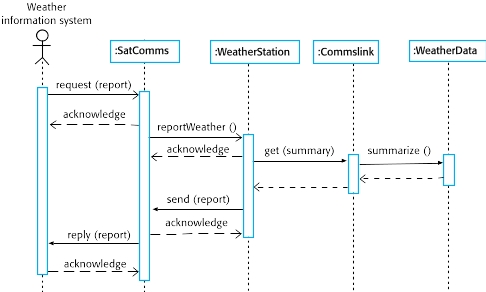 Weather
information system
:SatComms
:WeatherStation
:Commslink
:WeatherData
request (report)
acknowledge
reportWeather ()
acknowledge
get (summary)
summarize ()
send (report)
acknowledge
reply (report)
acknowledge